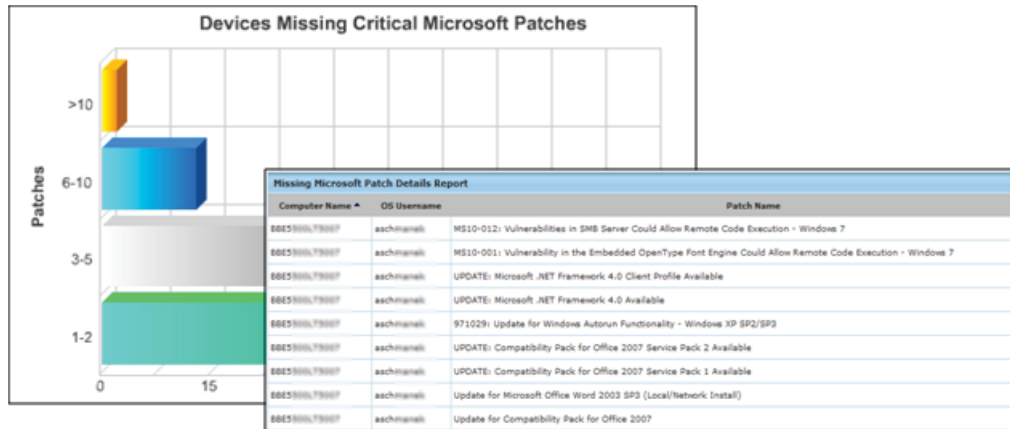 Devices Missing Critical Microsoft Patches
Patches
>10
6-10
3-5
1-2
0 15
Missing Microsoft Patch Details Report
Computer Name OS Username Patch Name
MS10-012: Vulnerabilities in SMB Server Could Allow Remote Code Execution - Windows 7
MS10-001: Vulnerability in the Embedded OpenType Font Engine Could Allow Remote Code Execution - Windows 7
UPDATE: Microsoft .NET Framework 4.0 Client Profile Available
UPDATE: Microsoft .NET Framework 4.0 Available
971029: Update for Windows Autorun Functionality - Windows XP SP2/SP3
UPDATE: Compatibility Pack for Office 2007 Service Pack 2 Available
UPDATE: Compatibility Pack for Office 2007 Service Pack 1 Available
Update for Microsoft Office Word 2003 SP3 (Local/Network Install)
Update for Compatibility Pack for Office 2007